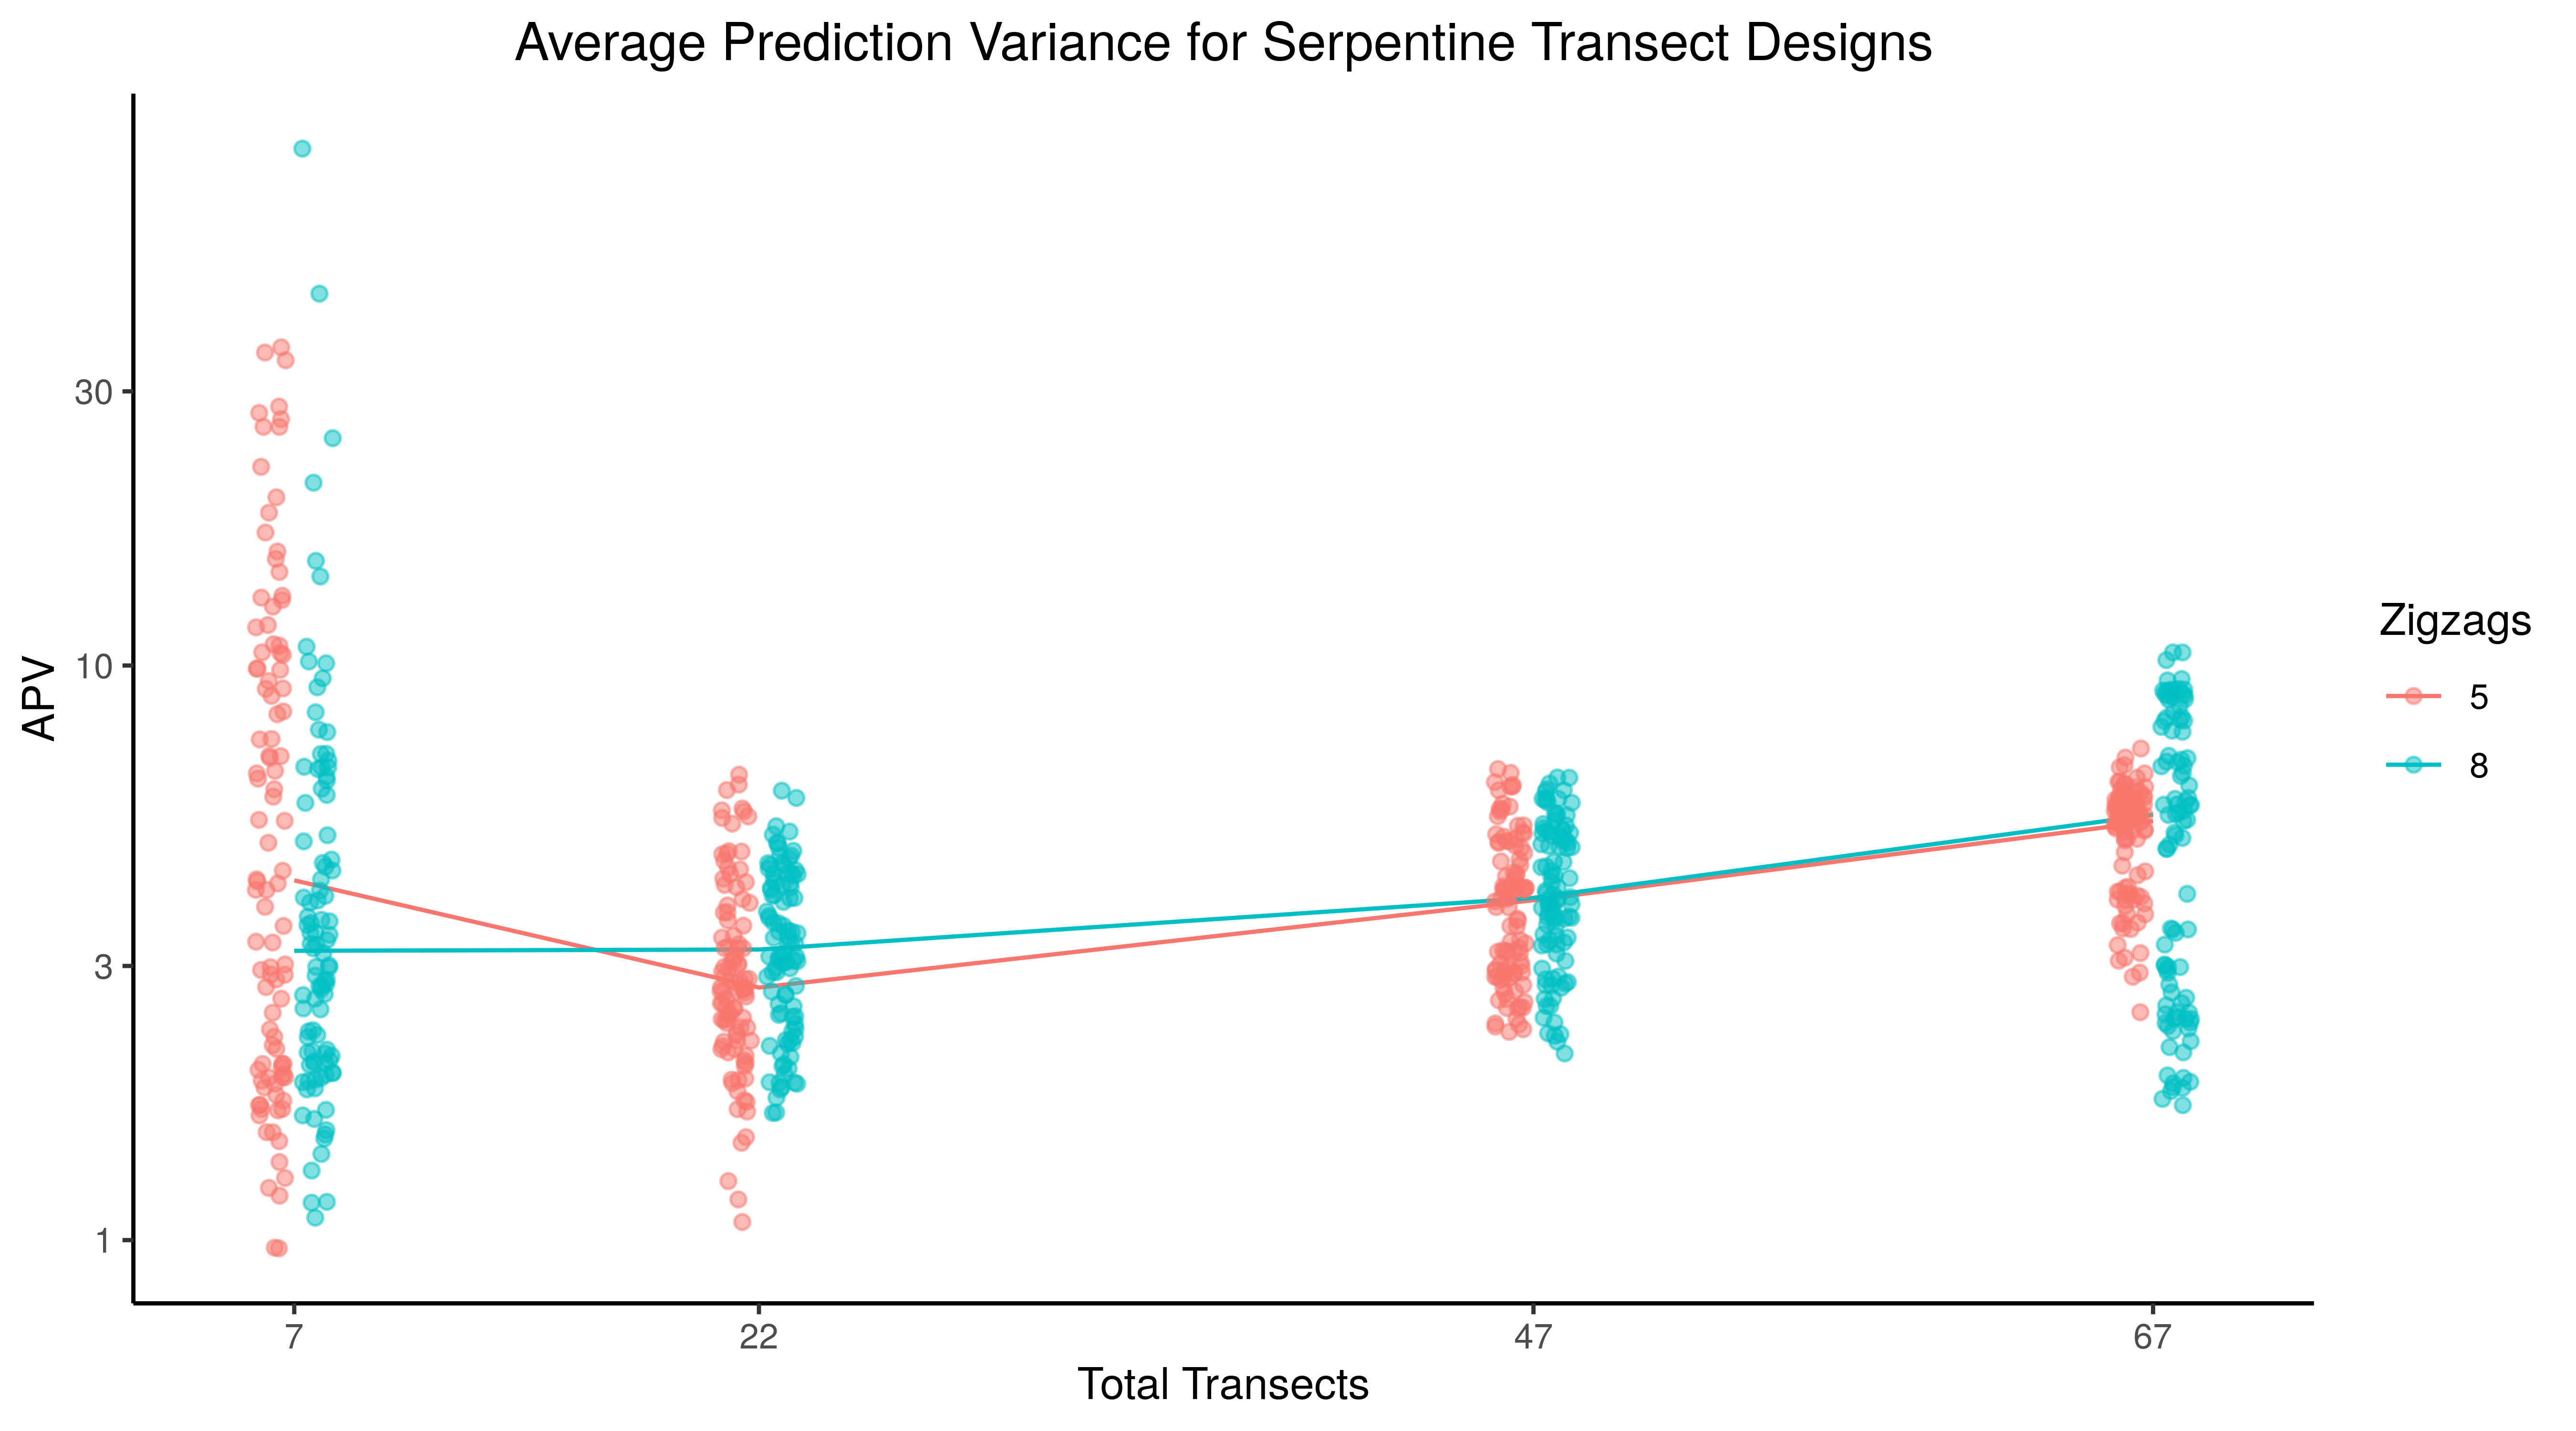 Average Prediction Variance for Serpentine Transect Designs
APV
30
10
3
1
7 22 47 67
Total Transects
Zigzags
5
8